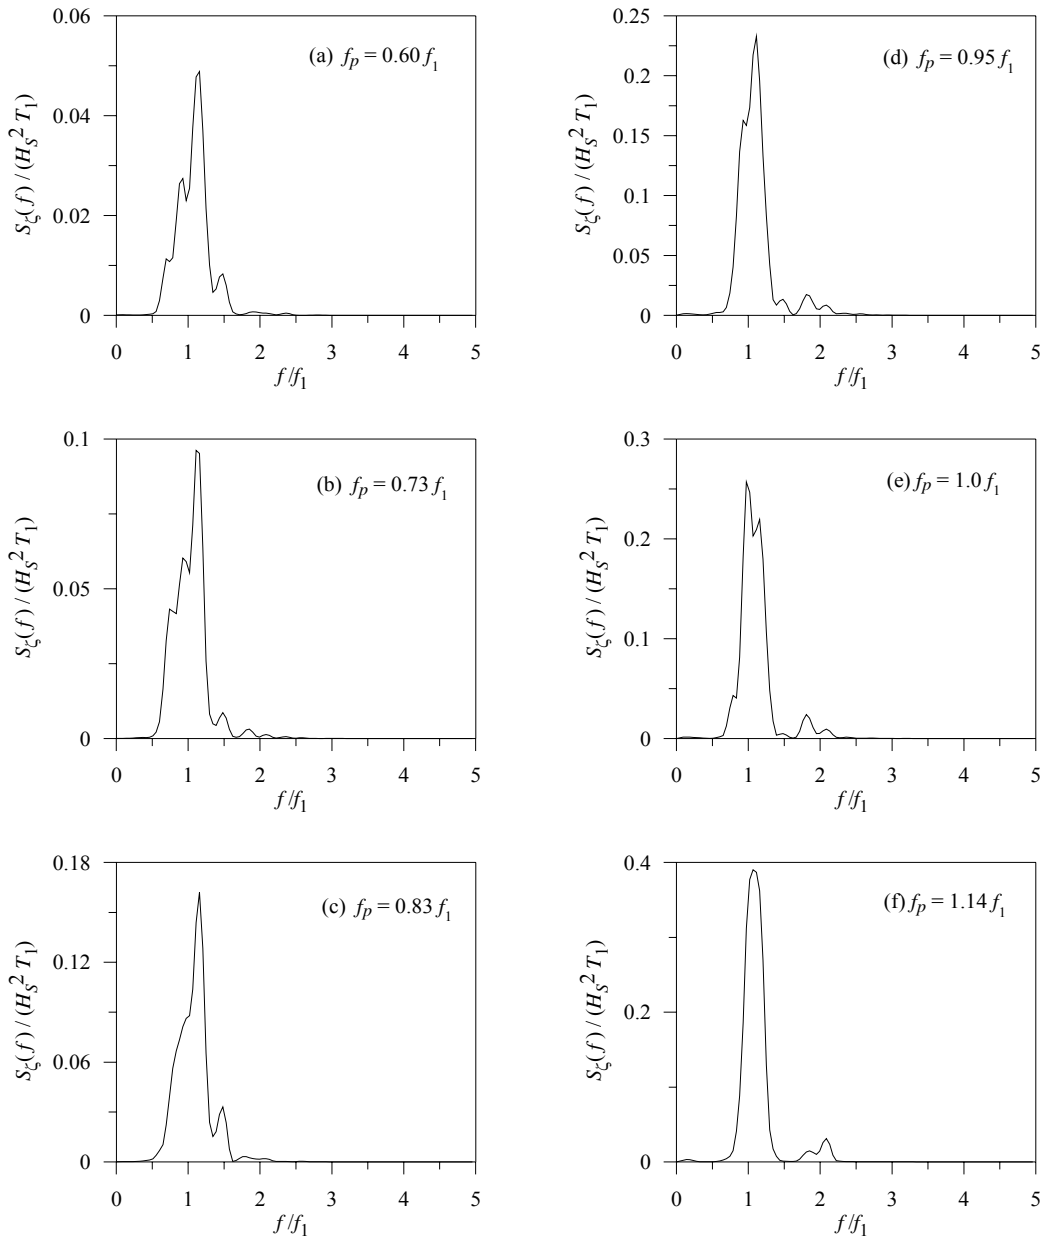 0.06
0.04
0.02
0
S_ζ(f) / (H_S^2 T_1)
(a) f_p = 0.60 f_1
0 1 2 3 4 5
f/f_1
0.25
0.2
0.15
0.1
0.05
0
S_ζ(f) / (H_S^2 T_1)
(d) f_p = 0.95 f_1
0 1 2 3 4 5
f/f_1
0.1
0.05
0
S_ζ(f) / (H_S^2 T_1)
(b) f_p = 0.73 f_1
0 1 2 3 4 5
f/f_1
0.3
0.2
0.1
0
S_ζ(f) / (H_S^2 T_1)
(e) f_p = 1.0 f_1
0 1 2 3 4 5
f/f_1
0.18
0.12
0.06
0
S_ζ(f) / (H_S^2 T_1)
(c) f_p = 0.83 f_1
0 1 2 3 4 5
f/f_1
0.4
0.2
0
S_ζ(f) / (H_S^2 T_1)
(f) f_p = 1.14 f_1
0 1 2 3 4 5
f/f_1